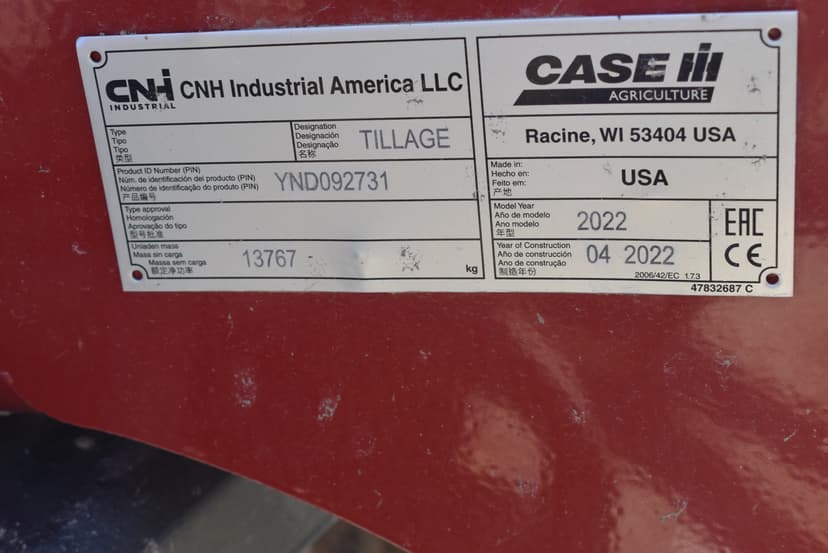 CNH
INDUSTRIAL
CNH Industrial America LLC
Type
Tipo
Tipo
类型
Designation
Designación
Designação
名称
TILLAGE
Product ID Number (PIN)
Núm. de identificación del producto (PIN)
Número de identificação do produto (PIN)
产品编号
YND092731
Type approval
Homologación
Aprovação do tipo
型号批准
Unladen mass
Masa sin carga
Massa sem carga
额定净功率
13767
kg
CASE IH
AGRICULTURE
Racine, WI 53404 USA
Made in:
Hecho en:
Feito em:
产地
USA
Model Year
Año de modelo
Ano modelo
年型
2022
Year of Construction
Año de construcción
Ano de construção
制造年份
04 2022
EAC
CE
2006/42/EC 1.7.3
47832687 C